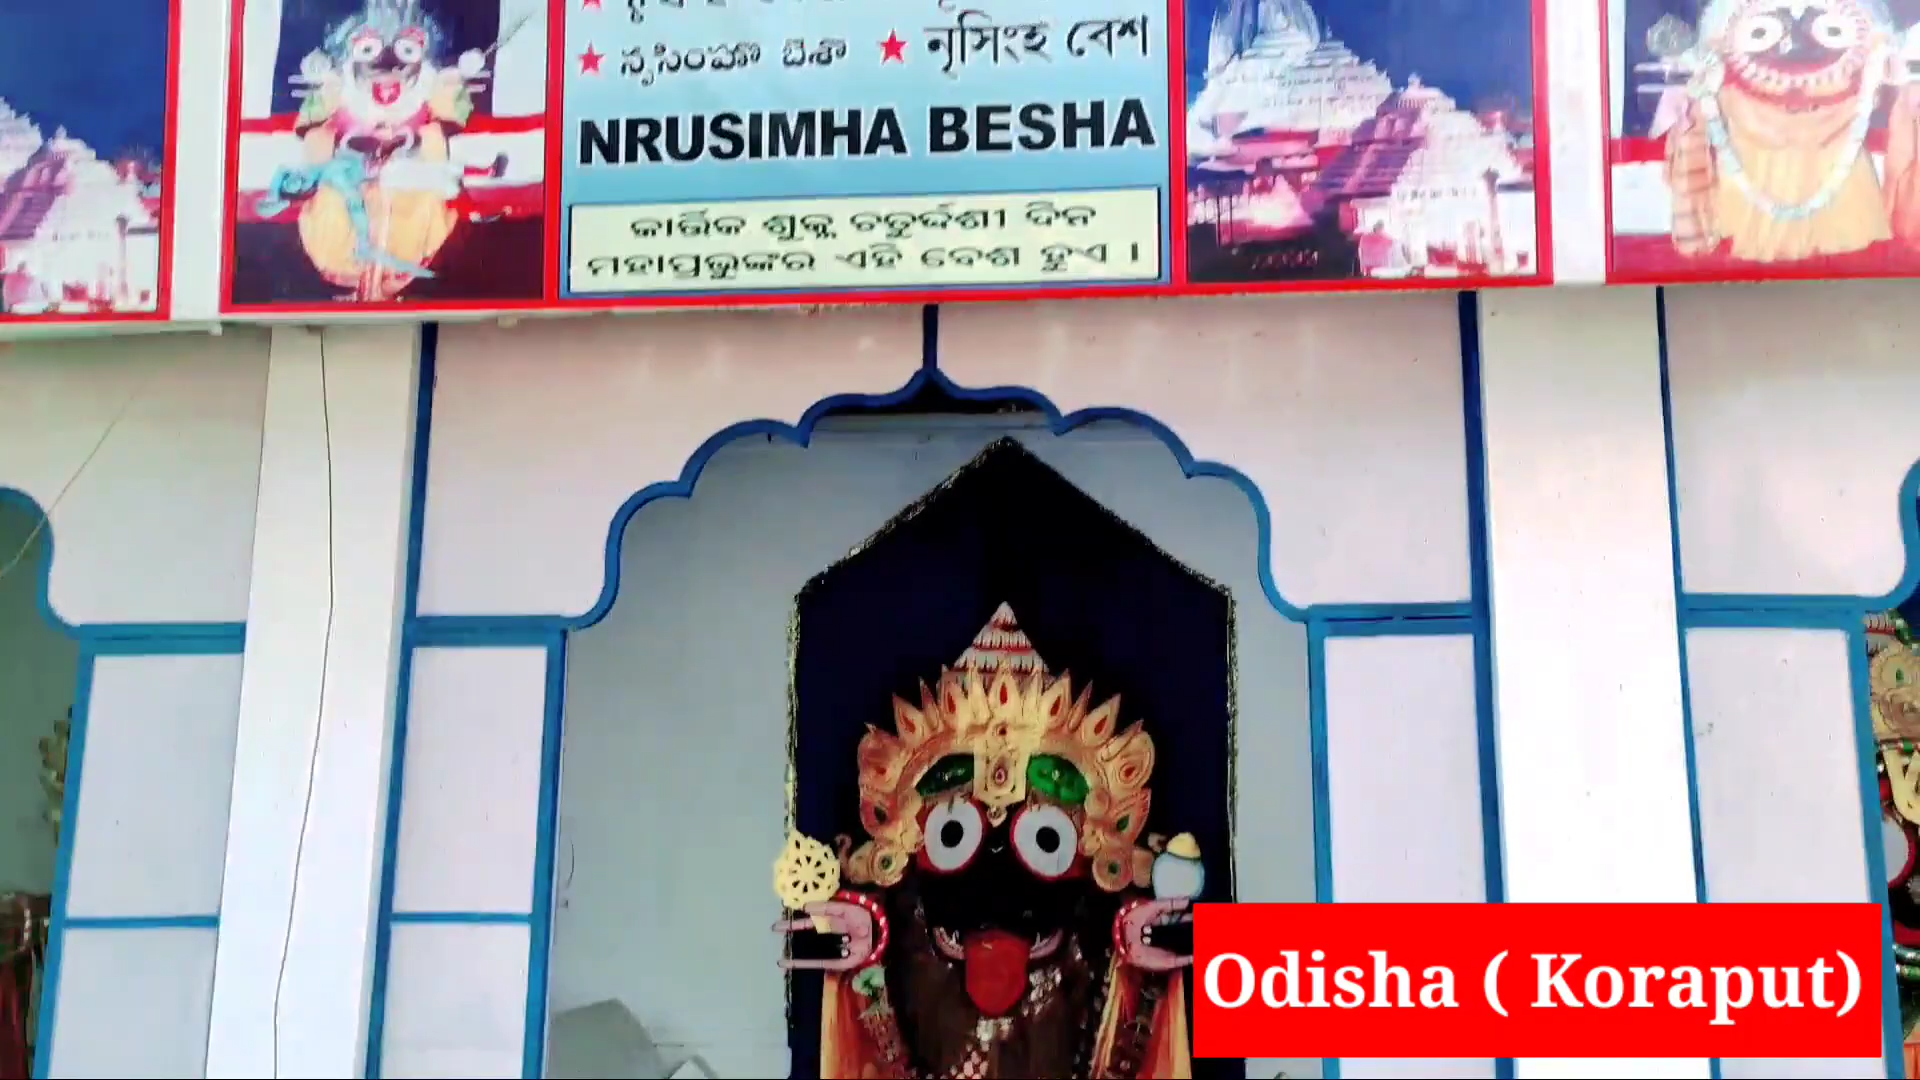 ★ ନୃସିଂହ ବେଶ ★ নৃসিংহ বেশ
NRUSIMHA BESHA
କାର୍ତ୍ତିକ ଶୁକ୍ଳ ଚତୁର୍ଦ୍ଦଶୀ ଦିନ
ମହାପ୍ରଭୁଙ୍କର ଏହି ବେଶ ହୁଏ ।
Odisha ( Koraput)